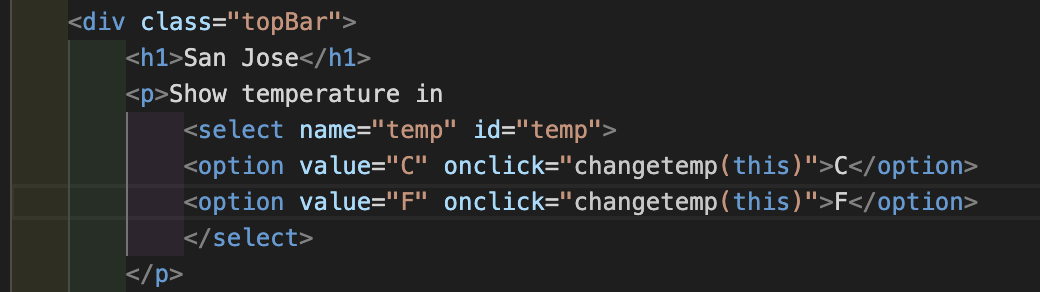 <div class="topBar">
<h1>San Jose</h1>
<p>Show temperature in
<select name="temp" id="temp">
<option value="C" onclick="changetemp(this)">C</option>
<option value="F" onclick="changetemp(this)">F</option>
</select>
</p>